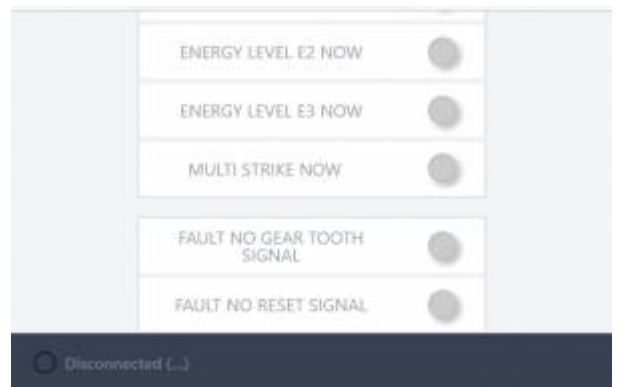 ENERGY LEVEL E2 NOW
ENERGY LEVEL E3 NOW
MULTI STRIKE NOW
FAULT NO GEAR TOOTH
SIGNAL
FAULT NO RESET SIGNAL
Disconnected (...)